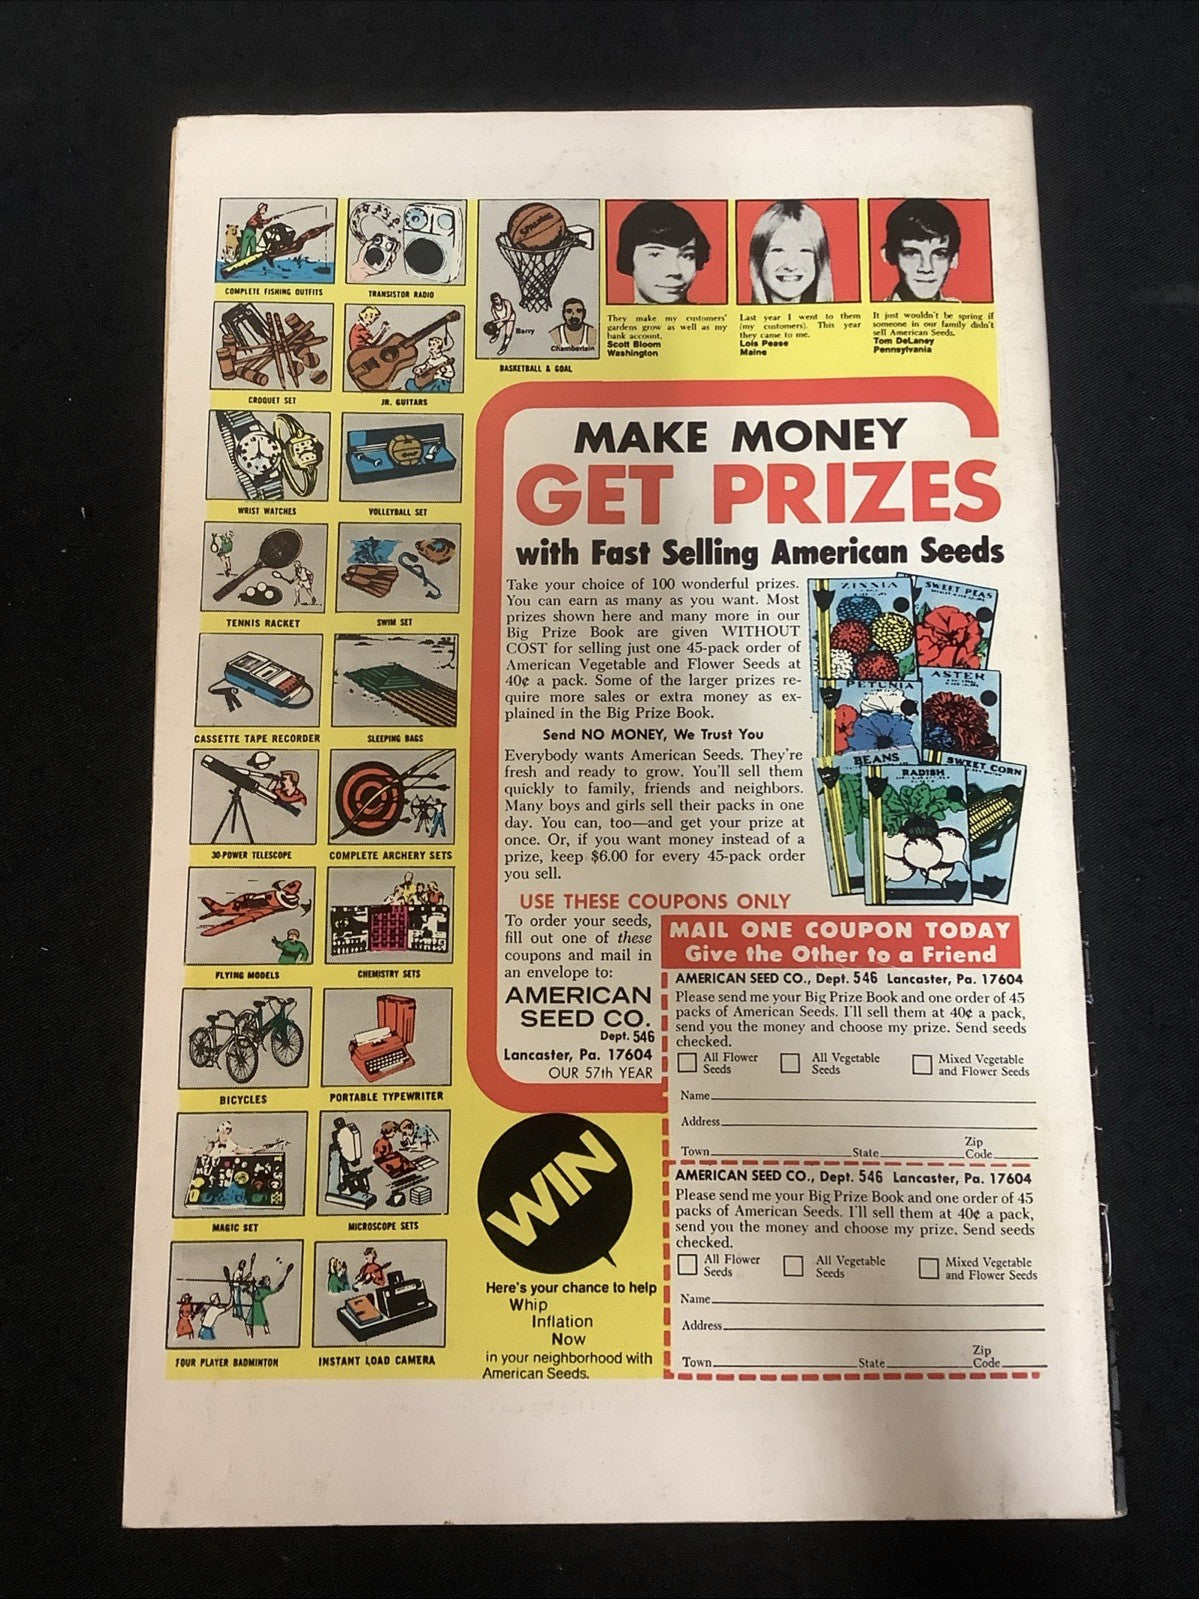 COMPLETE FISHING OUTFITS
TRANSISTOR RADIO
CROQUET SET
JR. GUITARS
WRIST WATCHES
VOLLEYBALL SET
TENNIS RACKET
SWIM SET
CASSETTE TAPE RECORDER
SLEEPING BAGS
30-POWER TELESCOPE
COMPLETE ARCHERY SETS
FLYING MODELS
CHEMISTRY SETS
BICYCLES
PORTABLE TYPEWRITER
MAGIC SET
MICROSCOPE SETS
FOUR PLAYER BADMINTON
INSTANT LOAD CAMERA
SPALDING
Barry
Chamberlain
BASKETBALL & GOAL
They make my customers'
gardens grow as well as my
bank account.
Scott Bloom
Washington
Last year I went to them
(my customers). This year
they came to me.
Lois Pease
Maine
It just wouldn't be spring if
someone in our family didn't
sell American Seeds.
Tom DeLaney
Pennsylvania
MAKE MONEY
GET PRIZES
with Fast Selling American Seeds
Take your choice of 100 wonderful prizes.
You can earn as many as you want. Most
prizes shown here and many more in our
Big Prize Book are given WITHOUT
COST for selling just one 45-pack order of
American Vegetable and Flower Seeds at
40¢ a pack. Some of the larger prizes re-
quire more sales or extra money as ex-
plained in the Big Prize Book.
Send NO MONEY, We Trust You
Everybody wants American Seeds. They're
fresh and ready to grow. You'll sell them
quickly to family, friends and neighbors.
Many boys and girls sell their packs in one
day. You can, too—and get your prize at
once. Or, if you want money instead of a
prize, keep $6.00 for every 45-pack order
you sell.
ZINNIA
SWEET PEAS
PETUNIA
ASTER
BEANS
RADISH
SWEET CORN
USE THESE COUPONS ONLY
To order your seeds,
fill out one of these
coupons and mail in
an envelope to:
AMERICAN
SEED CO.
Dept. 546
Lancaster, Pa. 17604
OUR 57th YEAR
MAIL ONE COUPON TODAY
Give the Other to a Friend
AMERICAN SEED CO., Dept. 546 Lancaster, Pa. 17604
Please send me your Big Prize Book and one order of 45
packs of American Seeds. I'll sell them at 40¢ a pack,
send you the money and choose my prize. Send seeds
checked.
All Flower Seeds
All Vegetable Seeds
Mixed Vegetable and Flower Seeds
Name
Address
Town State Zip Code
AMERICAN SEED CO., Dept. 546 Lancaster, Pa. 17604
Please send me your Big Prize Book and one order of 45
packs of American Seeds. I'll sell them at 40¢ a pack,
send you the money and choose my prize. Send seeds
checked.
All Flower Seeds
All Vegetable Seeds
Mixed Vegetable and Flower Seeds
Name
Address
Town State Zip Code
WIN
Here's your chance to help
Whip
Inflation
Now
in your neighborhood with
American Seeds.